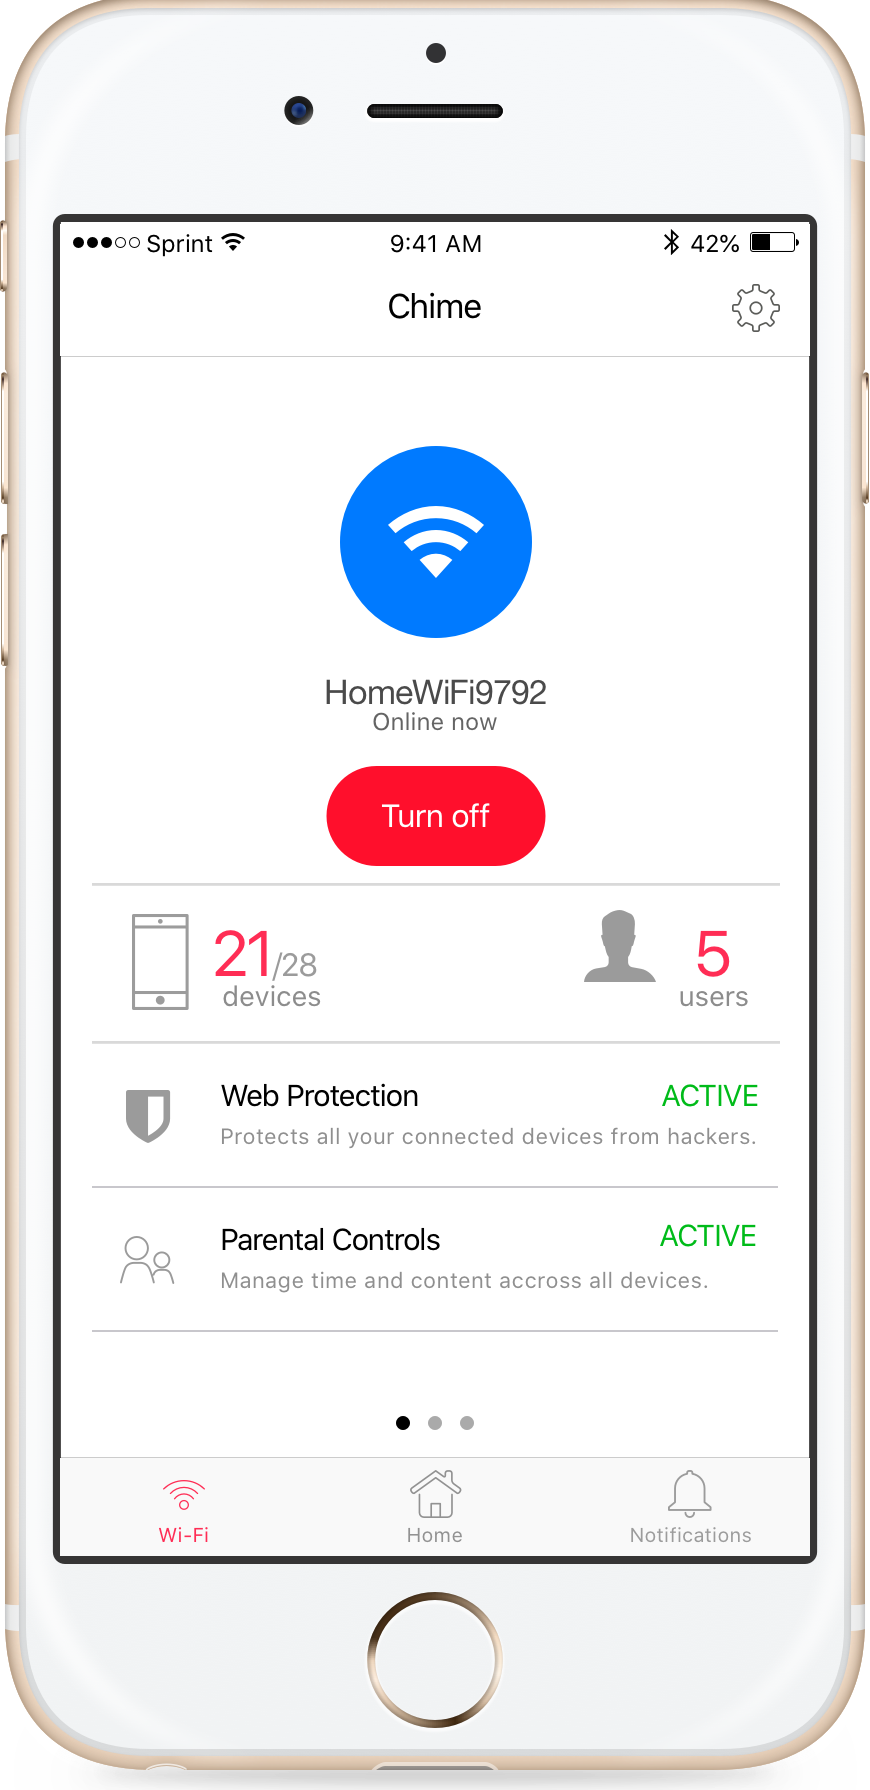 Sprint 9:41 AM 42%
Chime
HomeWiFi9792
Online now
Turn off
21/28 5
devices users
Web Protection ACTIVE
Protects all your connected devices from hackers.
Parental Controls ACTIVE
Manage time and content accross all devices.
Wi-Fi Home Notifications